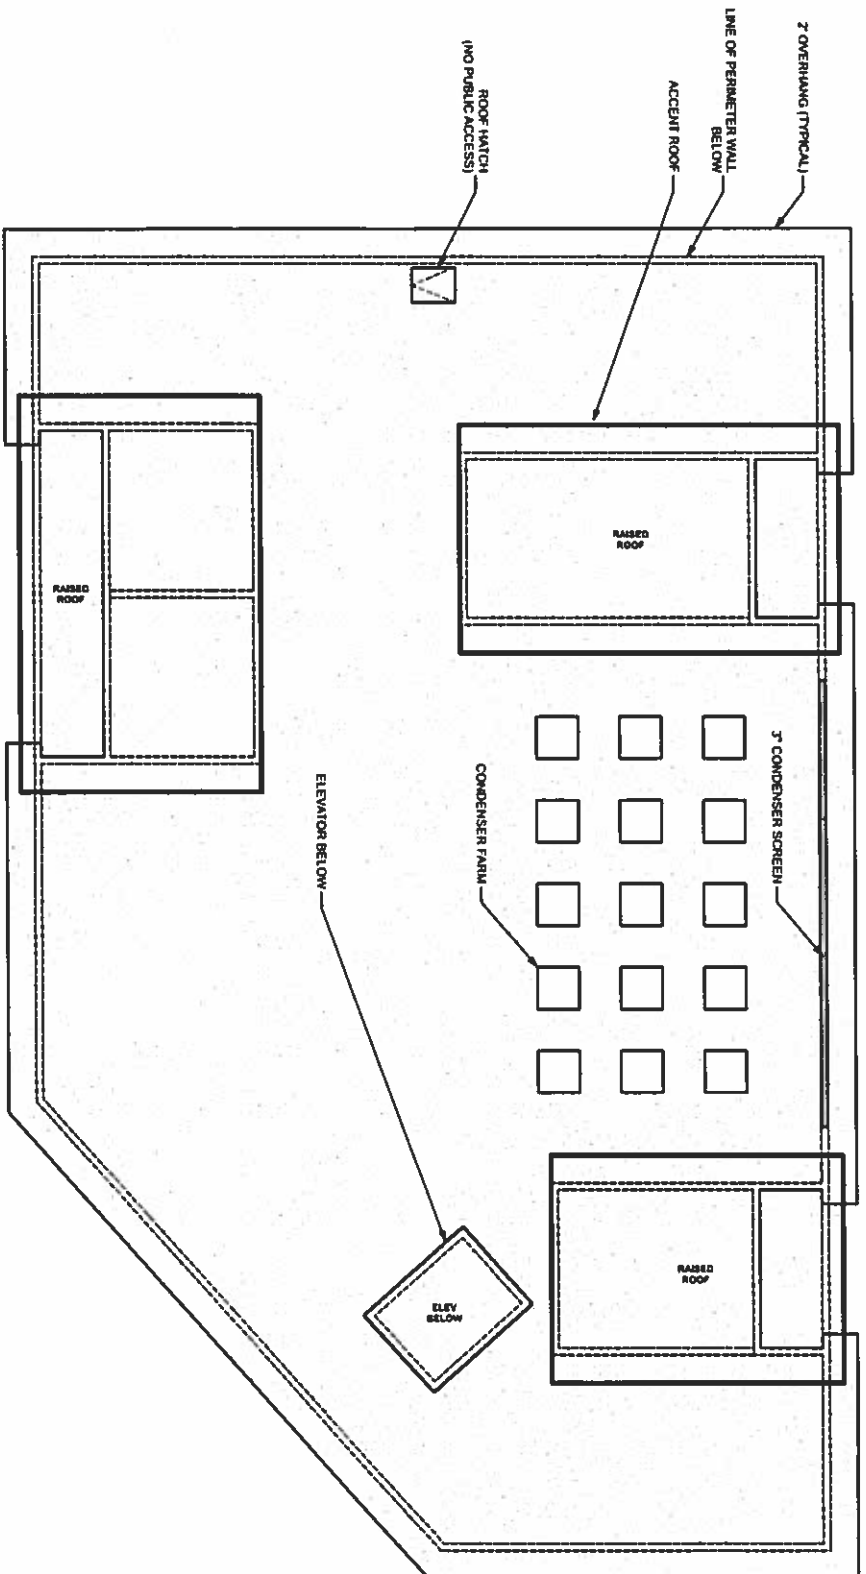 2' OVERHANG (TYPICAL)
LINE OF PERIMETER WALL
BELOW
ACCENT ROOF
ROOF HATCH
(NO PUBLIC ACCESS)
RAISED
ROOF
RAISED
ROOF
3' CONDENSER SCREEN
CONDENSER FARM
ELEVATOR BELOW
RAISED
ROOF
ELEV
BELOW